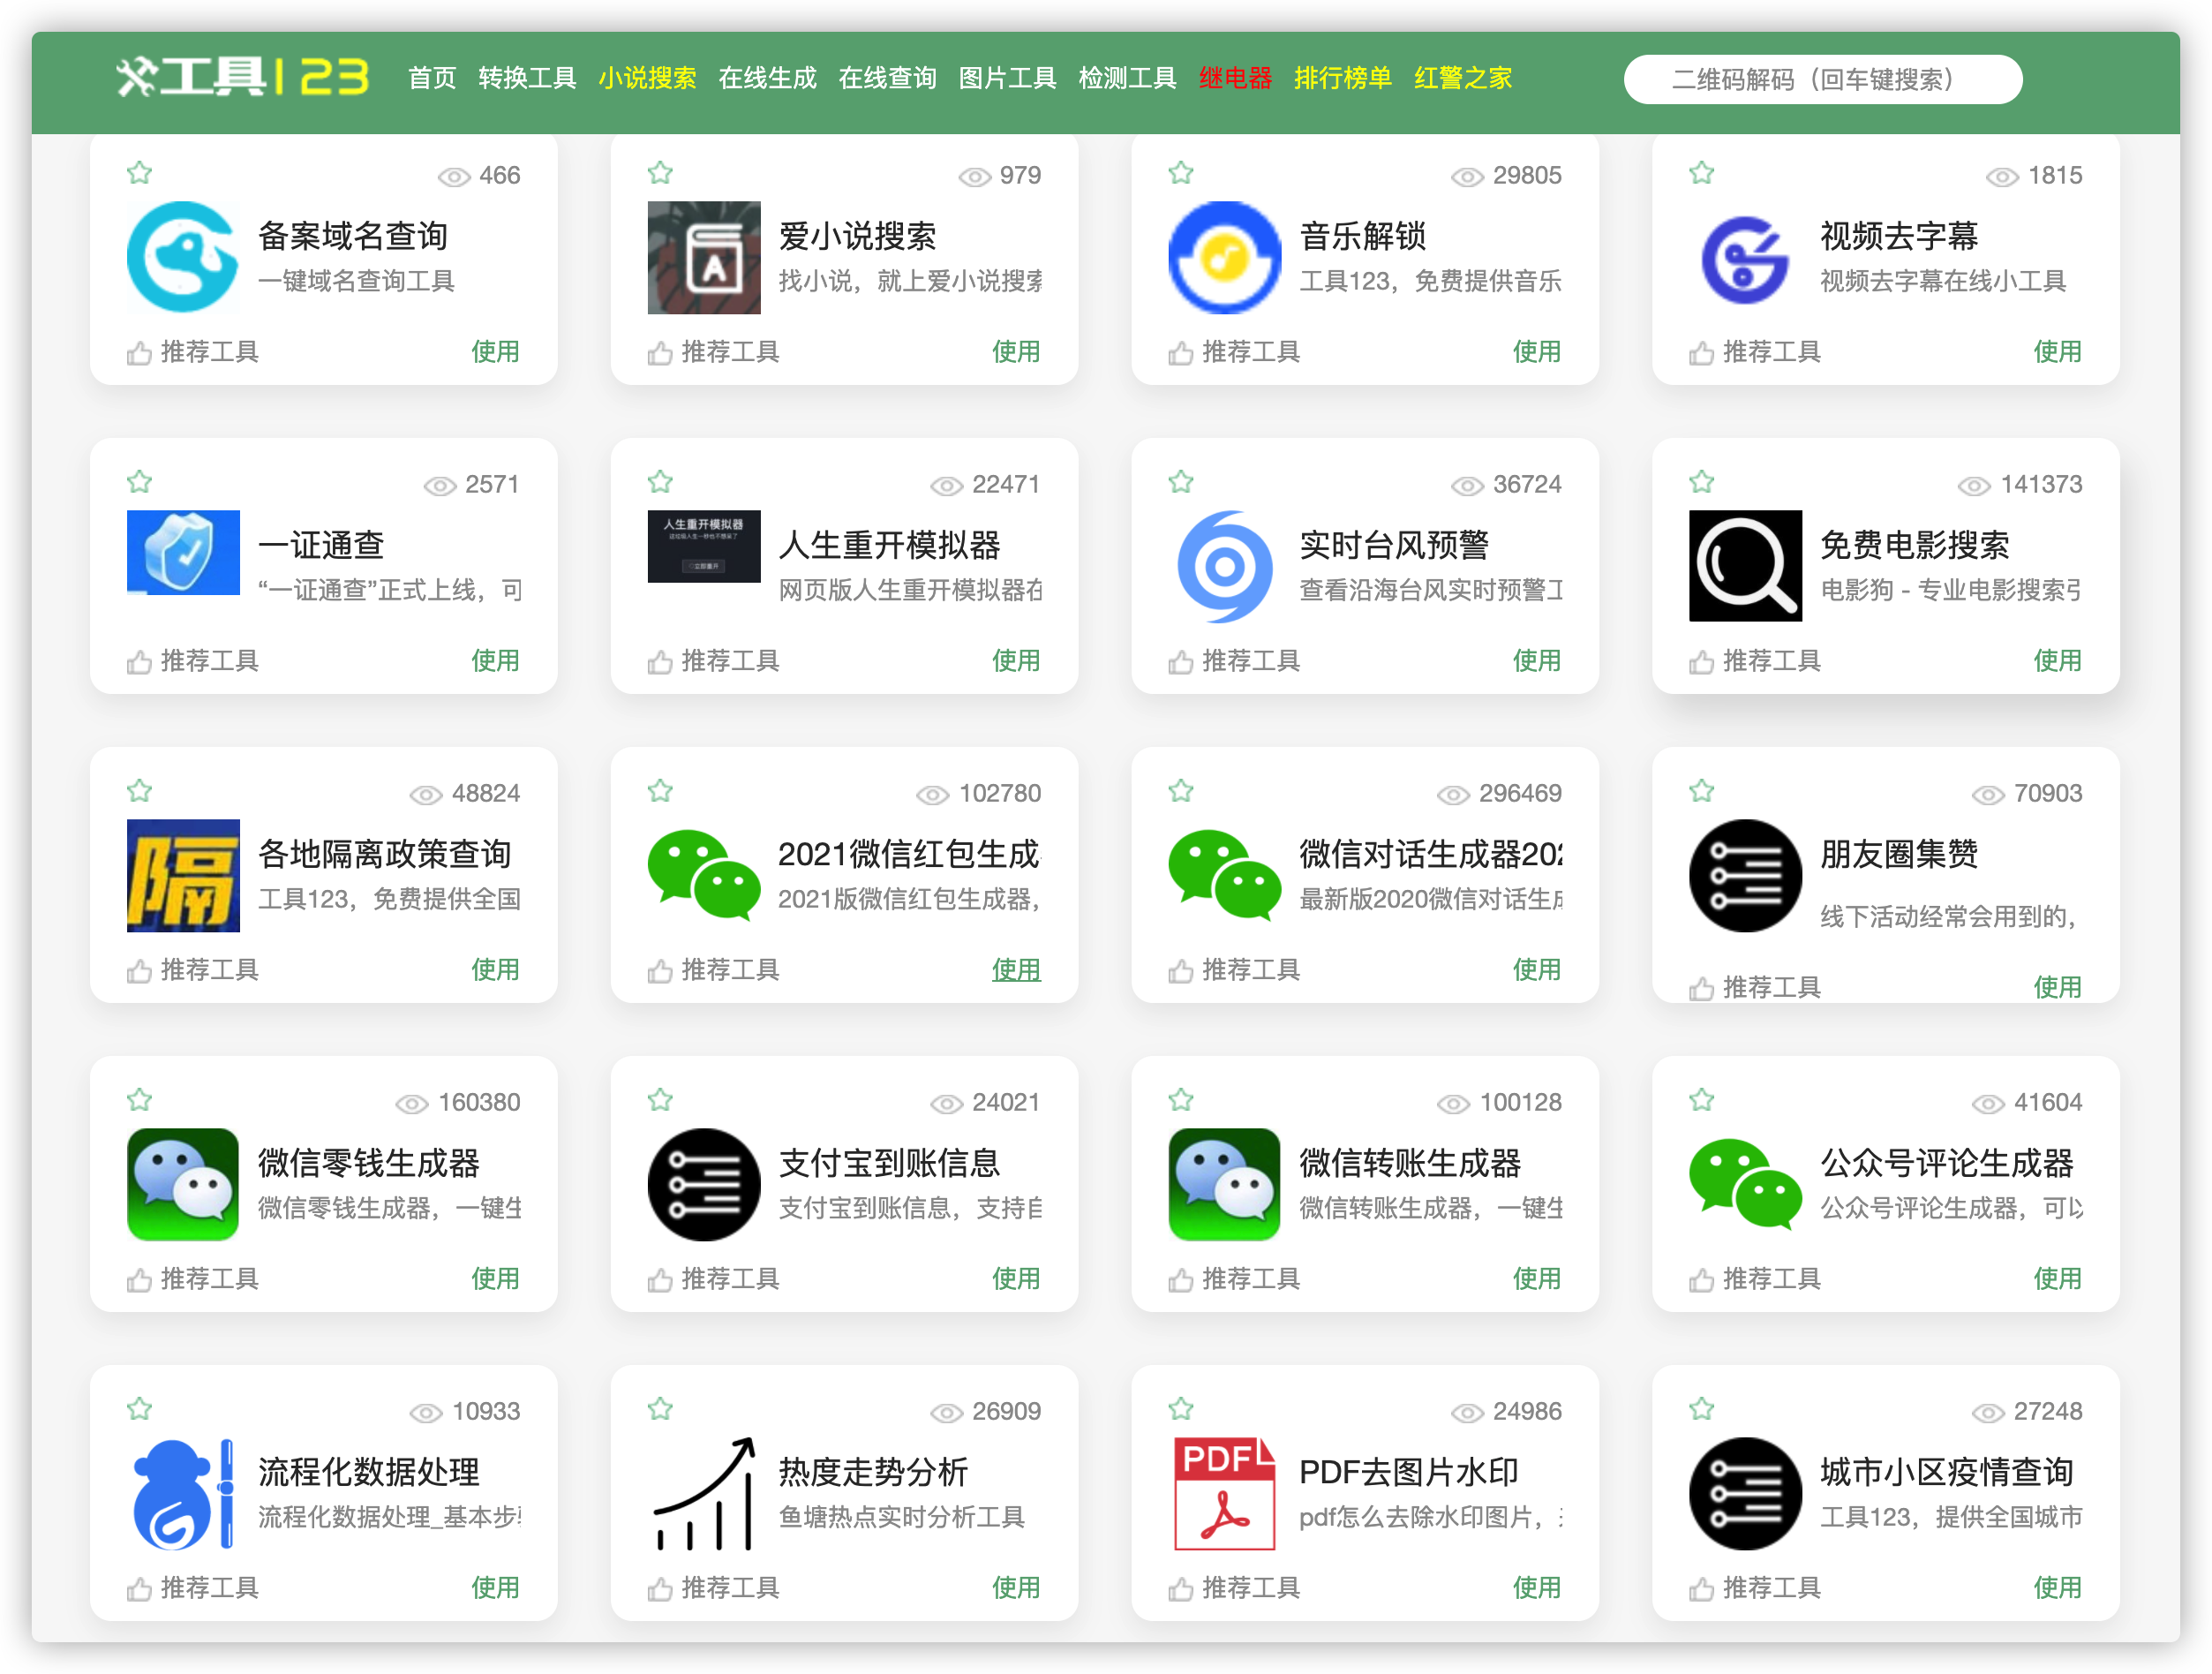 工具123 首页 转换工具 小说搜索 在线生成 在线查询 图片工具 检测工具 继电器 排行榜单 红警之家 二维码解码（回车键搜索）
466
备案域名查询
一键域名查询工具
推荐工具 使用
979
爱小说搜索
找小说，就上爱小说搜索
推荐工具 使用
29805
音乐解锁
工具123，免费提供音乐
推荐工具 使用
1815
视频去字幕
视频去字幕在线小工具
推荐工具 使用
2571
一证通查
“一证通查”正式上线，可
推荐工具 使用
22471
人生重开模拟器
人生重开模拟器
这垃圾人生一秒也不想呆了
立即重开
网页版人生重开模拟器在
推荐工具 使用
36724
实时台风预警
查看沿海台风实时预警工
推荐工具 使用
141373
免费电影搜索
电影狗 - 专业电影搜索引
推荐工具 使用
48824
隔
各地隔离政策查询
工具123，免费提供全国
推荐工具 使用
102780
2021微信红包生成
2021版微信红包生成器，
推荐工具 使用
296469
微信对话生成器202
最新版2020微信对话生成
推荐工具 使用
70903
朋友圈集赞
线下活动经常会用到的，
推荐工具 使用
160380
微信零钱生成器
微信零钱生成器，一键生
推荐工具 使用
24021
支付宝到账信息
支付宝到账信息，支持自
推荐工具 使用
100128
微信转账生成器
微信转账生成器，一键生
推荐工具 使用
41604
公众号评论生成器
公众号评论生成器，可以
推荐工具 使用
10933
流程化数据处理
流程化数据处理_基本步骤
推荐工具 使用
26909
热度走势分析
鱼塘热点实时分析工具
推荐工具 使用
24986
PDF
PDF去图片水印
pdf怎么去除水印图片，
推荐工具 使用
27248
城市小区疫情查询
工具123，提供全国城市
推荐工具 使用